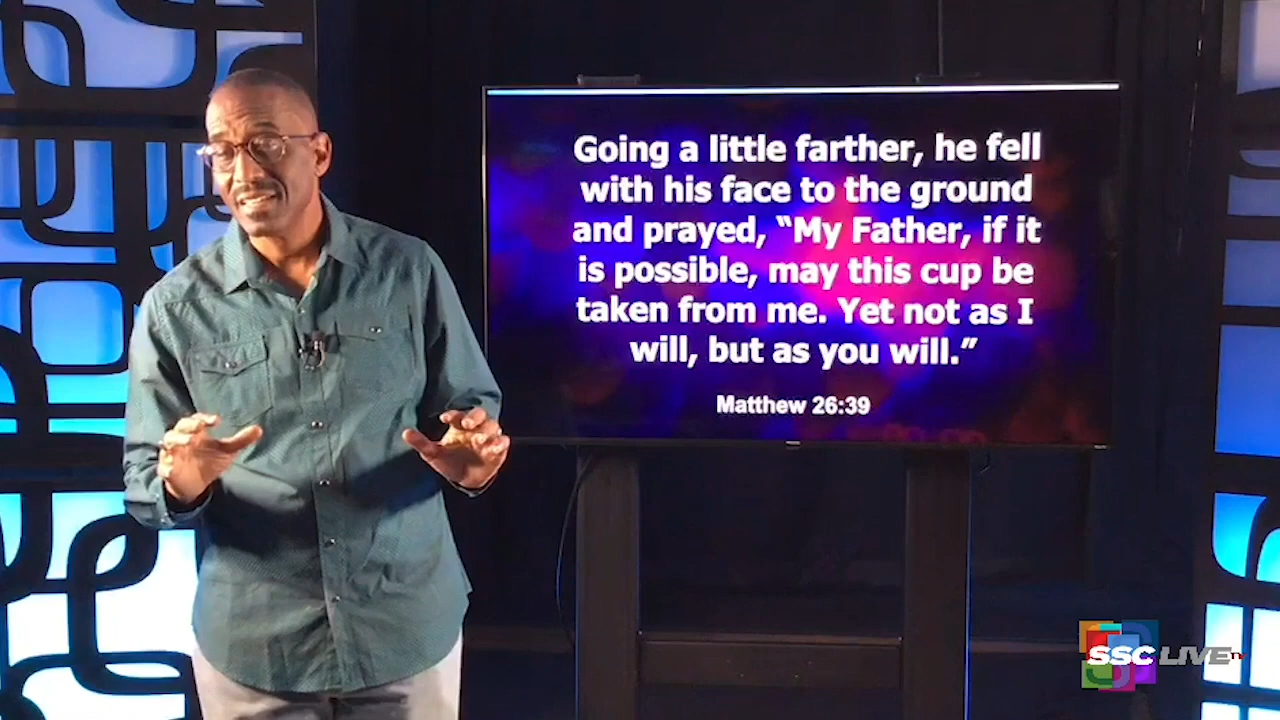 Going a little farther, he fell
with his face to the ground
and prayed, “My Father, if it
is possible, may this cup be
taken from me. Yet not as I
will, but as you will.”
Matthew 26:39
SSC LIVE TV